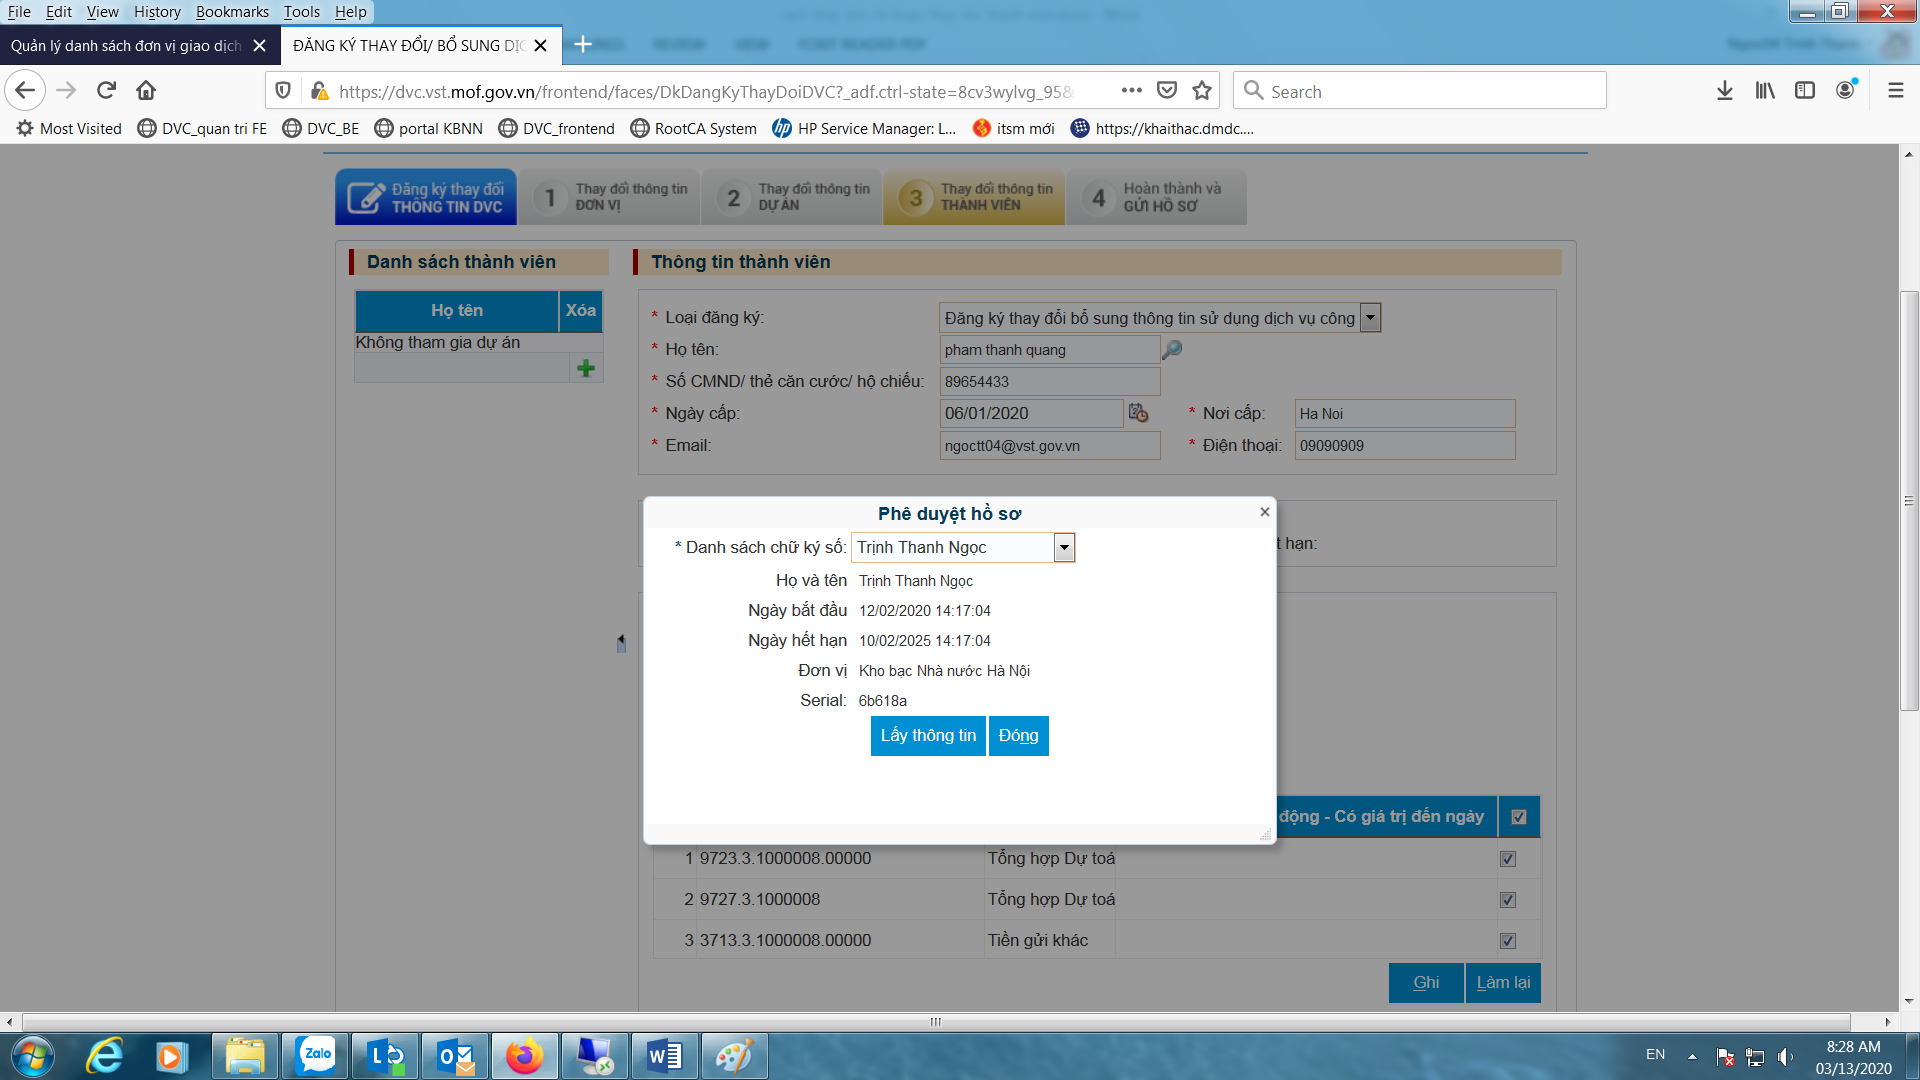 File Edit View History Bookmarks Tools Help
Quản lý danh sách đơn vị giao dịch
ĐĂNG KÝ THAY ĐỔI/ BỔ SUNG DỊC
https://dvc.vst.mof.gov.vn/frontend/faces/DkDangKyThayDoiDVC?_adf.ctrl-state=8cv3wylvg_958
Search
Most Visited DVC_quan tri FE DVC_BE portal KBNN DVC_frontend RootCA System HP Service Manager: L... itsm mới https://khaithac.dmdc....
Đăng ký thay đổi
THÔNG TIN DVC
1 Thay đổi thông tin
ĐƠN VỊ
2 Thay đổi thông tin
DỰ ÁN
3 Thay đổi thông tin
THÀNH VIÊN
4 Hoàn thành và
GỬI HỒ SƠ
Danh sách thành viên
Họ tên Xóa
Không tham gia dự án
Thông tin thành viên
* Loại đăng ký: Đăng ký thay đổi bổ sung thông tin sử dụng dịch vụ công
* Họ tên: pham thanh quang
* Số CMND/ thẻ căn cước/ hộ chiếu: 89654433
* Ngày cấp: 06/01/2020 * Nơi cấp: Ha Noi
* Email: ngoctt04@vst.gov.vn * Điện thoại: 09090909
Phê duyệt hồ sơ
* Danh sách chữ ký số: Trịnh Thanh Ngọc
t hạn:
Họ và tên Trịnh Thanh Ngọc
Ngày bắt đầu 12/02/2020 14:17:04
Ngày hết hạn 10/02/2025 14:17:04
Đơn vị Kho bạc Nhà nước Hà Nội
Serial: 6b618a
Lấy thông tin Đóng
động - Có giá trị đến ngày
1 9723.3.1000008.00000 Tổng hợp Dự toá
2 9727.3.1000008 Tổng hợp Dự toá
3 3713.3.1000008.00000 Tiền gửi khác
Ghi Làm lại
Zalo
EN
8:28 AM
03/13/2020